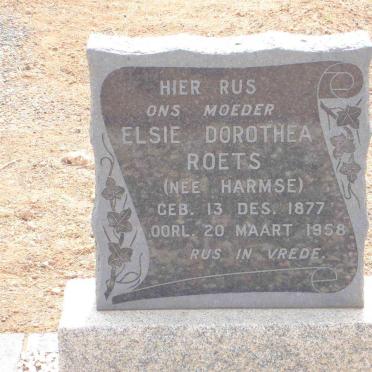 HIER RUS
ONS MOEDER
ELSIE DOROTHEA
ROETS
(NEE HARMSE)
GEB. 13 DES. 1877
OORL. 20 MAART 1958
RUS IN VREDE.